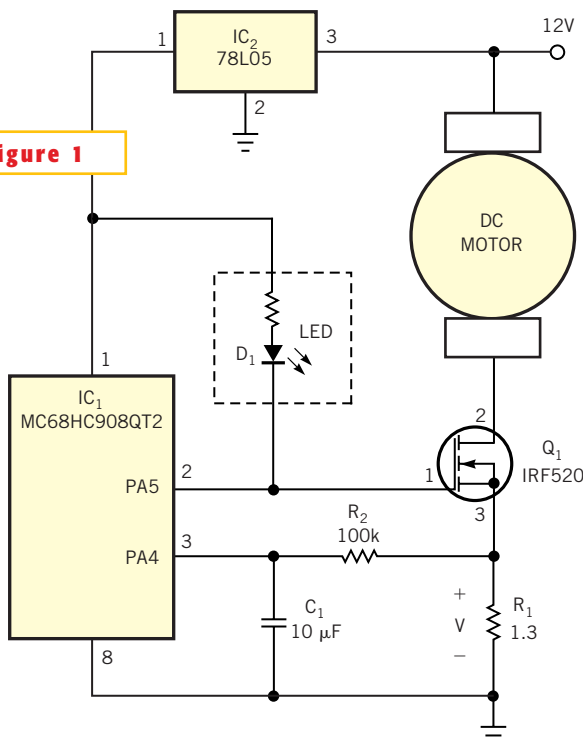 12V
1
IC2
78L05
3
2
igure 1
DC
MOTOR
LED
D1
1
IC1
MC68HC908QT2
2
Q1
IRF520
PA5
2
1
3
R2
100k
PA4
3
C1
10 µF
+
V
−
R1
1.3
8